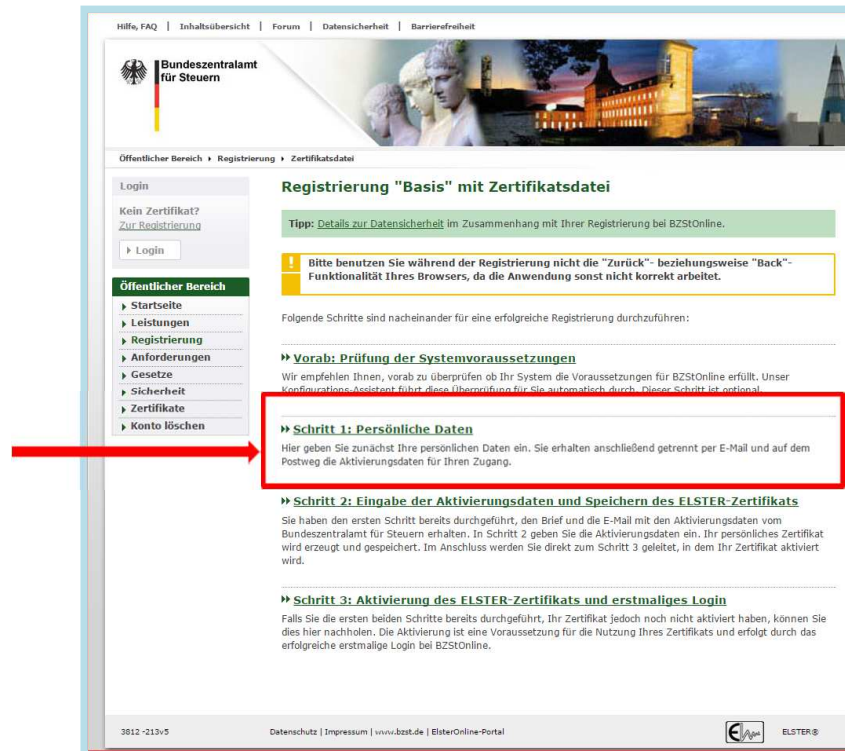 Hilfe, FAQ | Inhaltsübersicht | Forum | Datensicherheit | Barrierefreiheit
Bundeszentralamt
für Steuern
Öffentlicher Bereich Registrierung Zertifikatsdatei
Login
Kein Zertifikat?
Zur Registrierung
Login
Öffentlicher Bereich
Startseite
Leistungen
Registrierung
Anforderungen
Gesetze
Sicherheit
Zertifikate
Konto löschen
Registrierung "Basis" mit Zertifikatsdatei
Tipp: Details zur Datensicherheit im Zusammenhang mit Ihrer Registrierung bei BZStOnline.
! Bitte benutzen Sie während der Registrierung nicht die "Zurück"- beziehungsweise "Back"-
Funktionalität Ihres Browsers, da die Anwendung sonst nicht korrekt arbeitet.
Folgende Schritte sind nacheinander für eine erfolgreiche Registrierung durchzuführen:
Vorab: Prüfung der Systemvoraussetzungen
Wir empfehlen Ihnen, vorab zu überprüfen ob Ihr System die Voraussetzungen für BZStOnline erfüllt. Unser
Konfigurations-Assistent führt diese Überprüfung für Sie automatisch durch. Dieser Schritt ist optional.
Schritt 1: Persönliche Daten
Hier geben Sie zunächst Ihre persönlichen Daten ein. Sie erhalten anschließend getrennt per E-Mail und auf dem
Postweg die Aktivierungsdaten für Ihren Zugang.
Schritt 2: Eingabe der Aktivierungsdaten und Speichern des ELSTER-Zertifikats
Sie haben den ersten Schritt bereits durchgeführt, den Brief und die E-Mail mit den Aktivierungsdaten vom
Bundeszentralamt für Steuern erhalten. In Schritt 2 geben Sie die Aktivierungsdaten ein. Ihr persönliches Zertifikat
wird erzeugt und gespeichert. Im Anschluss werden Sie direkt zum Schritt 3 geleitet, in dem Ihr Zertifikat aktiviert
wird.
Schritt 3: Aktivierung des ELSTER-Zertifikats und erstmaliges Login
Falls Sie die ersten beiden Schritte bereits durchgeführt, Ihr Zertifikat jedoch noch nicht aktiviert haben, können Sie
dies hier nachholen. Die Aktivierung ist eine Voraussetzung für die Nutzung Ihres Zertifikats und erfolgt durch das
erfolgreiche erstmalige Login bei BZStOnline.
3812 -213v5
Datenschutz | Impressum | www.bzst.de | ElsterOnline-Portal
ELSTER®